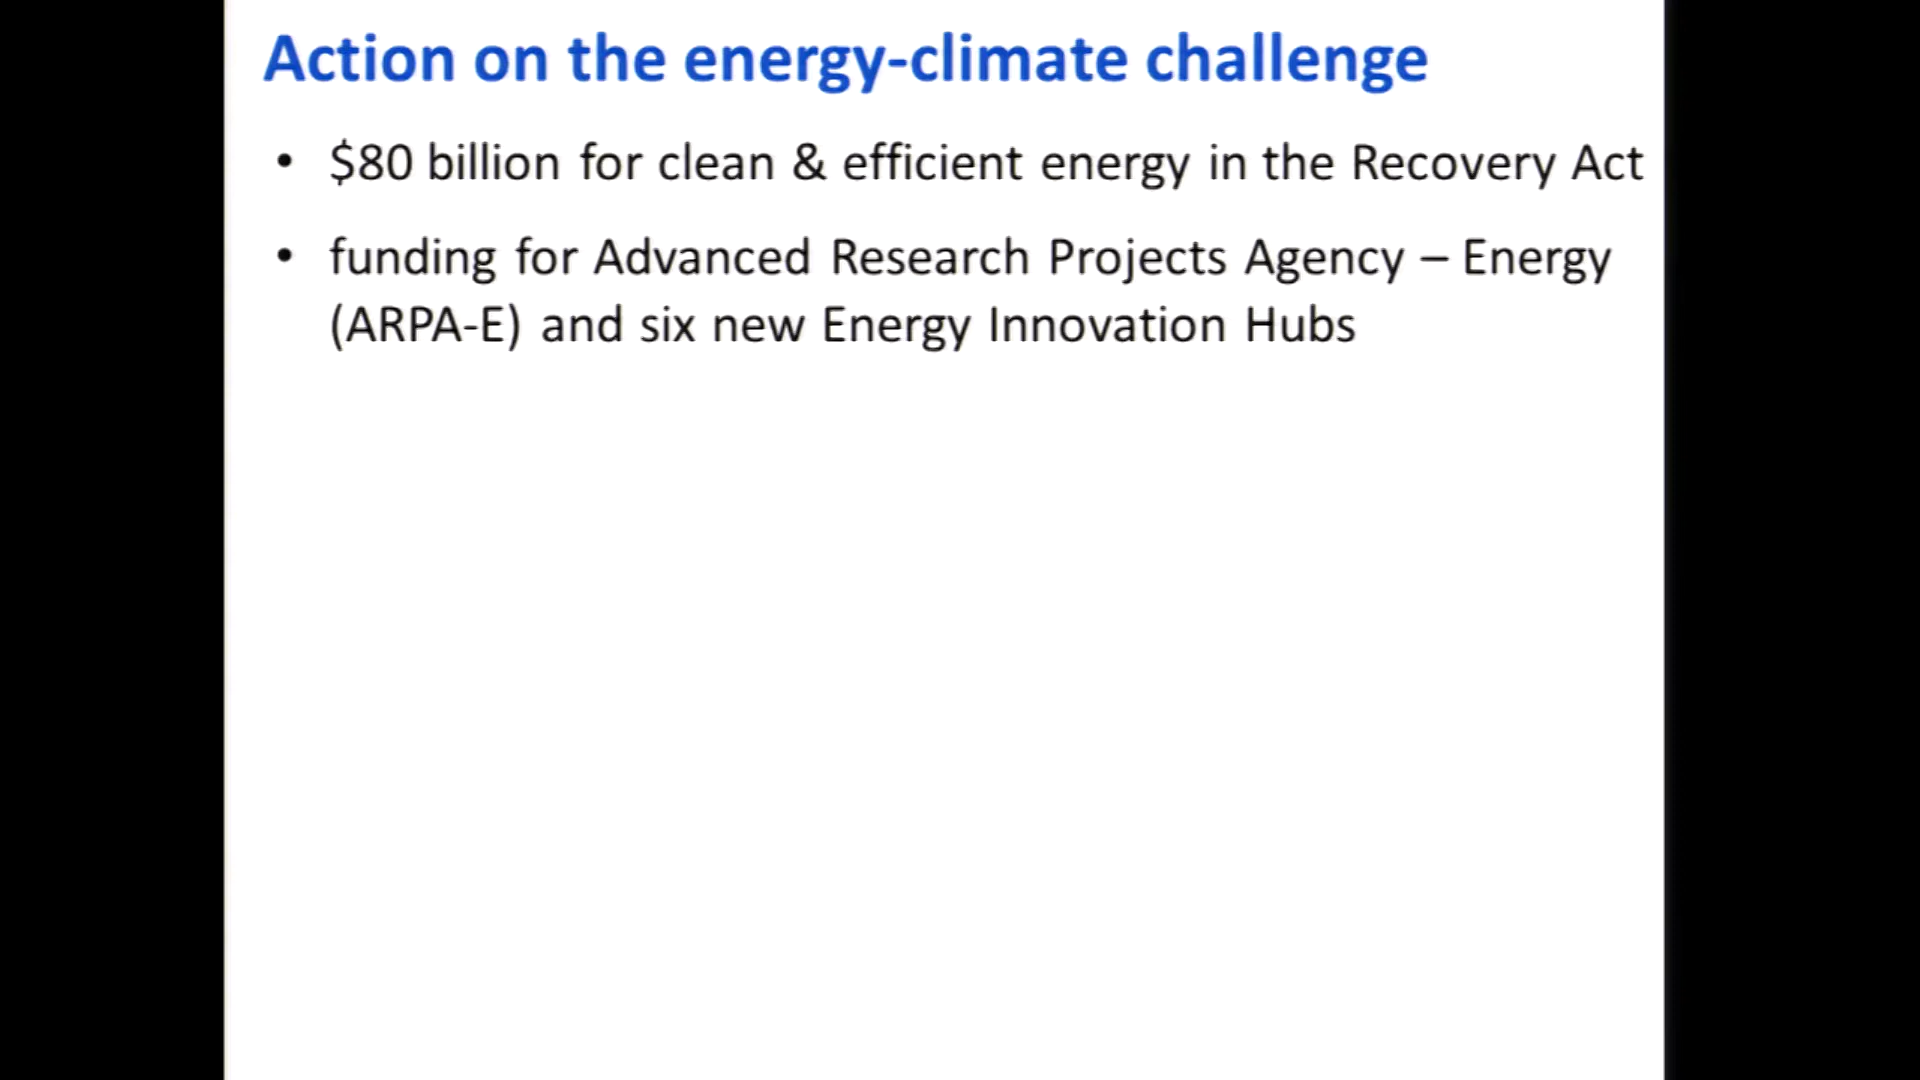 Action on the energy-climate challenge
• $80 billion for clean & efficient energy in the Recovery Act
• funding for Advanced Research Projects Agency – Energy
(ARPA-E) and six new Energy Innovation Hubs